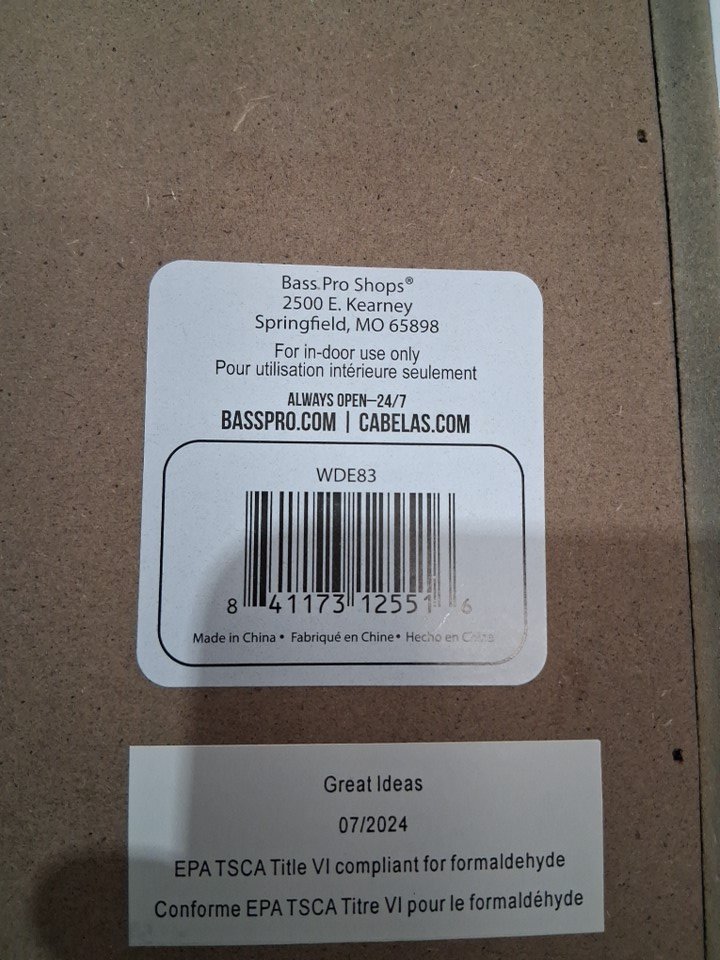 Bass Pro Shops®
2500 E. Kearney
Springfield, MO 65898
For in-door use only
Pour utilisation intérieure seulement
ALWAYS OPEN—24/7
BASSPRO.COM | CABELAS.COM
WDE83
8 41173 12551 6
Made in China • Fabriqué en Chine • Hecho en China
Great Ideas
07/2024
EPA TSCA Title VI compliant for formaldehyde
Conforme EPA TSCA Titre VI pour le formaldéhyde